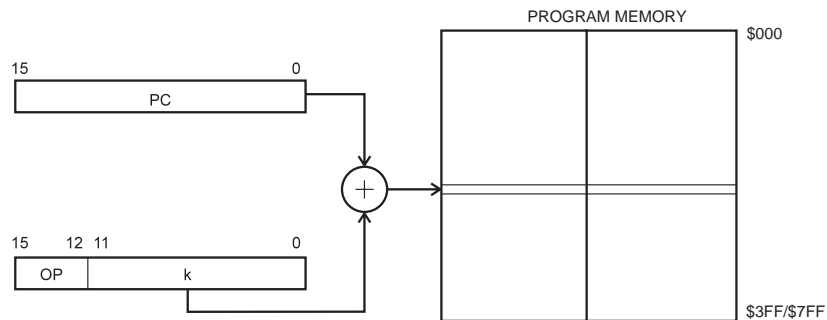 PROGRAM MEMORY
$000
15 0
PC
+
15 12 11 0
OP k
$3FF/$7FF